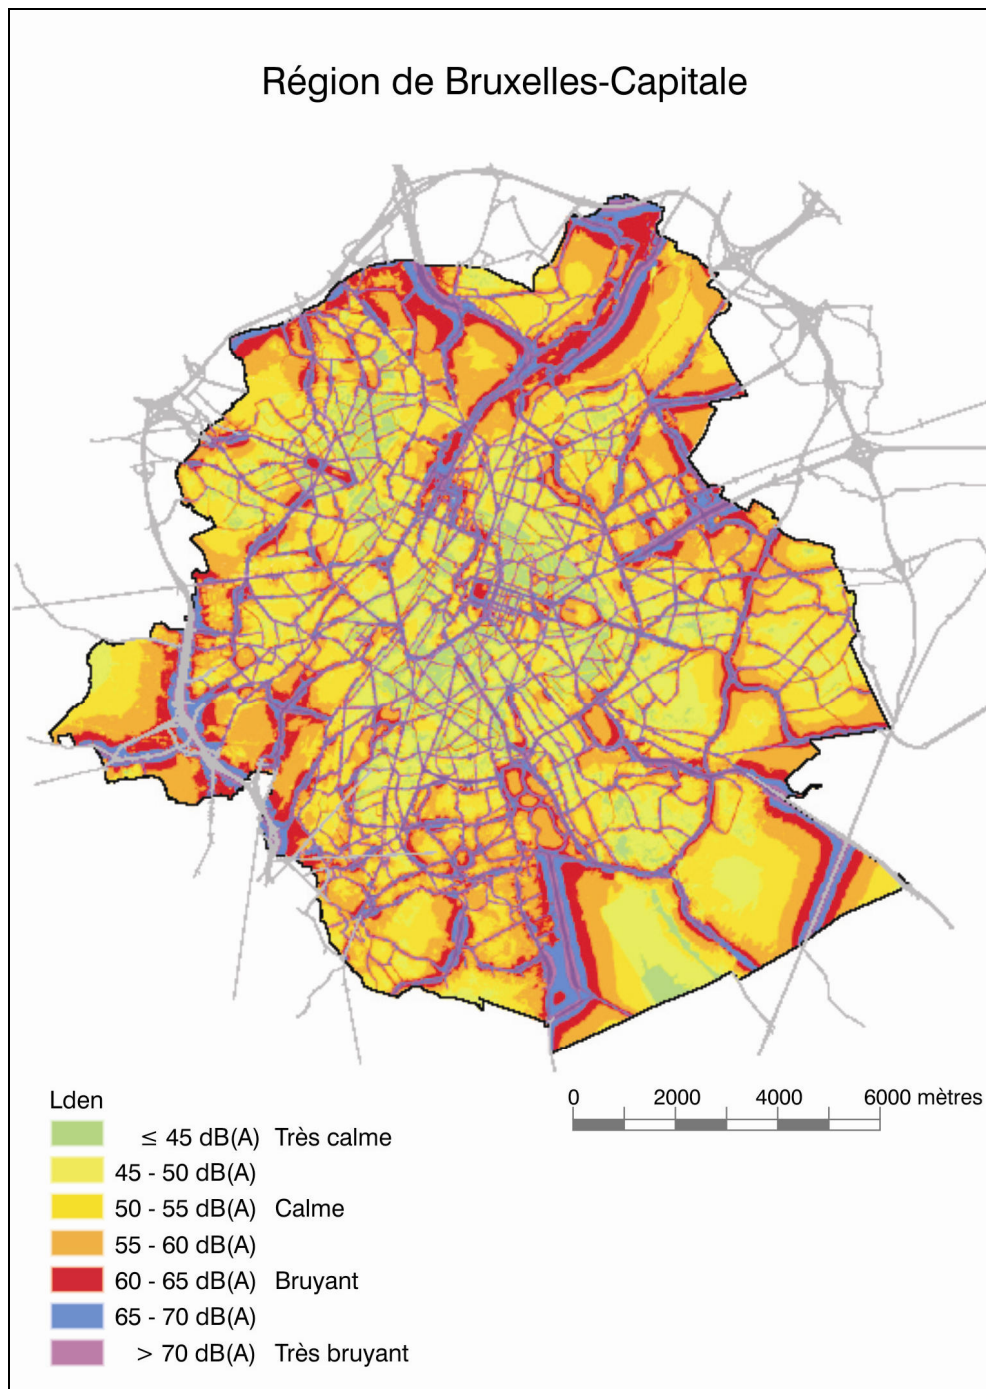 Région de Bruxelles-Capitale
Lden
≤ 45 dB(A) Très calme
45 - 50 dB(A)
50 - 55 dB(A) Calme
55 - 60 dB(A)
60 - 65 dB(A) Bruyant
65 - 70 dB(A)
> 70 dB(A) Très bruyant
0 2000 4000 6000 mètres